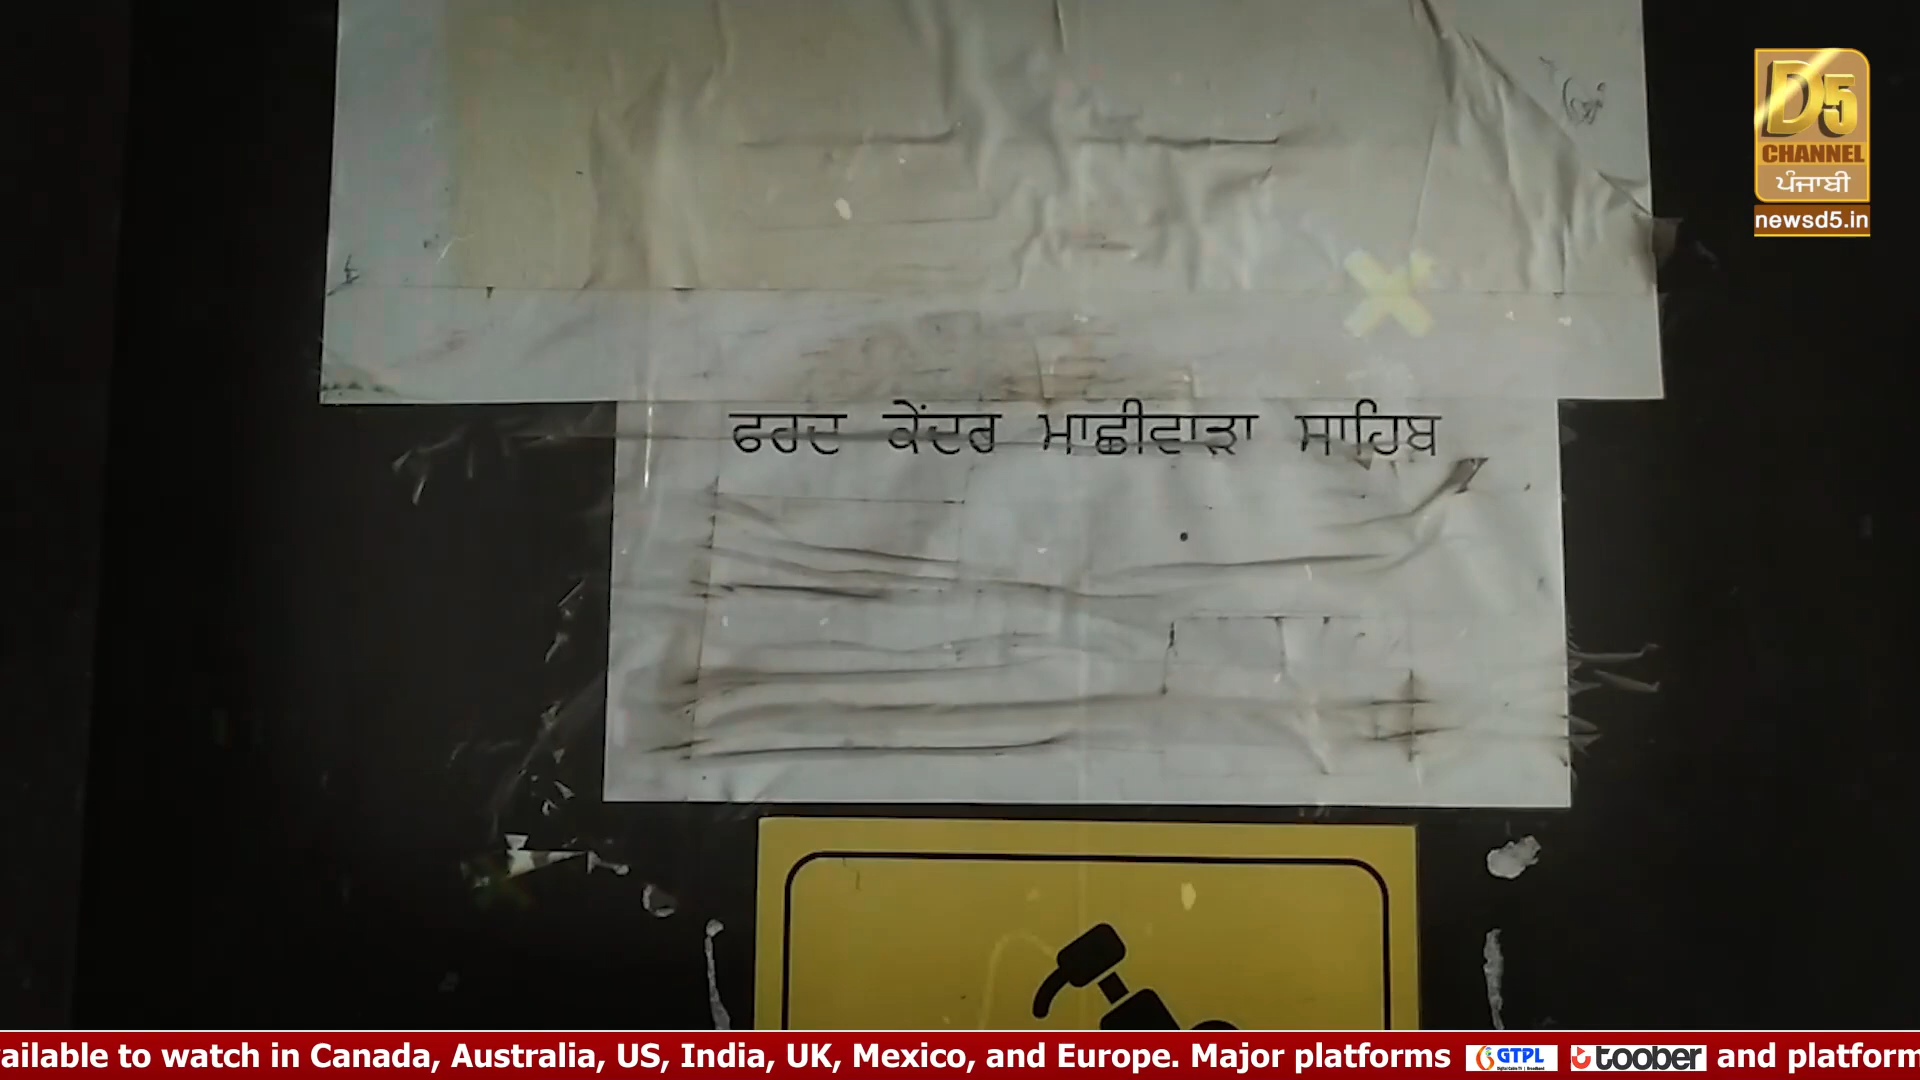 D5
CHANNEL
ਪੰਜਾਬੀ
newsd5.in
ਫਰਦ ਕੇਂਦਰ ਮਾਛੀਵਾੜਾ ਸਾਹਿਬ
ailable to watch in Canada, Australia, US, India, UK, Mexico, and Europe. Major platforms GTPL toober and platform